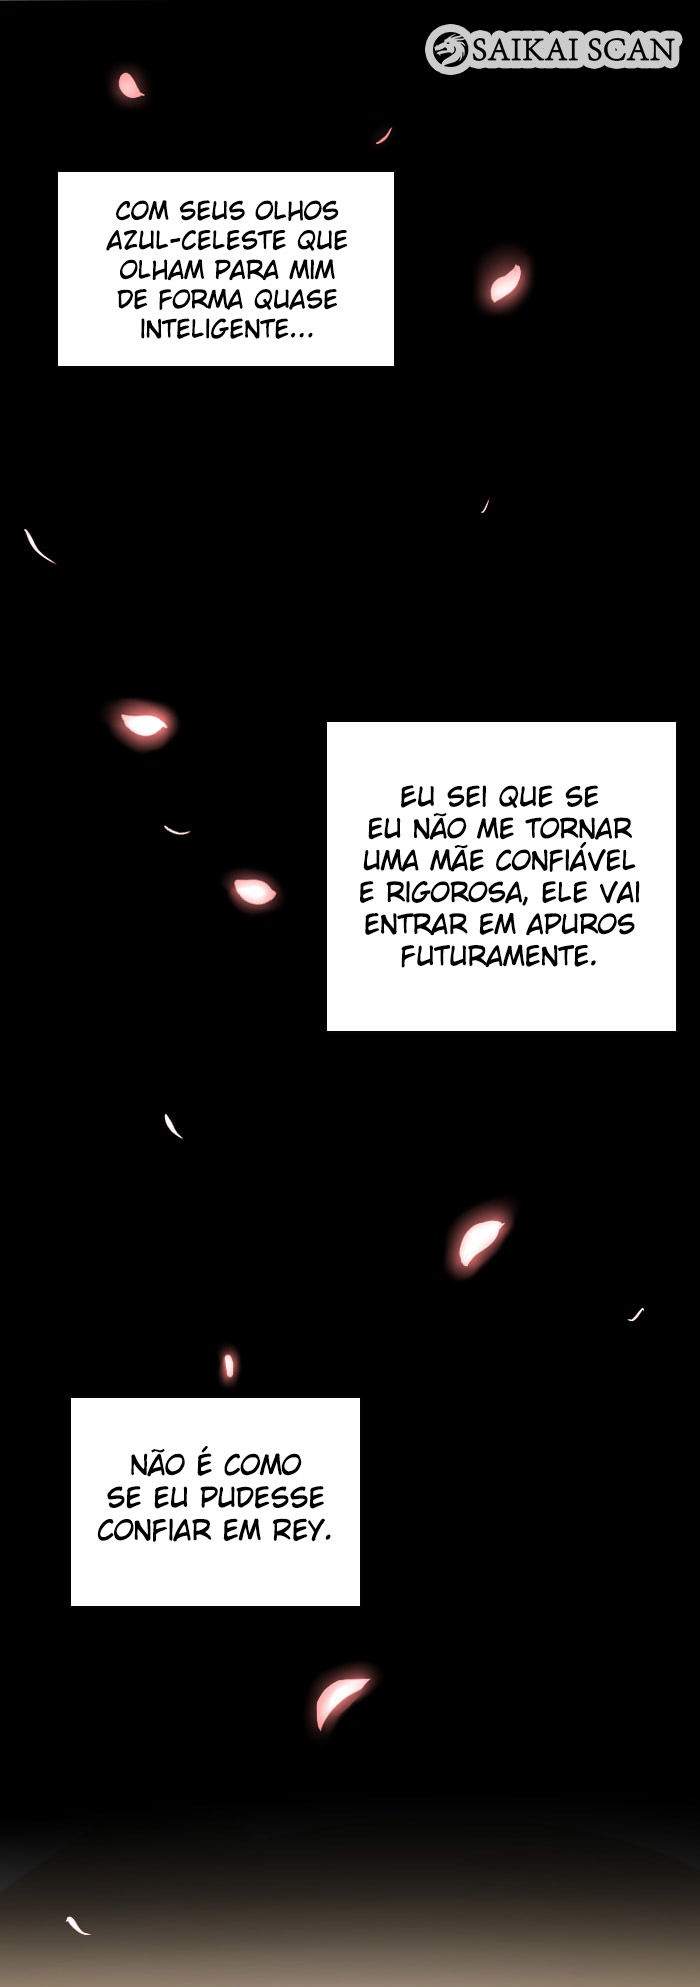 SAIKAI SCAN
COM SEUS OLHOS
AZUL-CELESTE QUE
OLHAM PARA MIM
DE FORMA QUASE
INTELIGENTE...
EU SEI QUE SE
EU NÃO ME TORNAR
UMA MÃE CONFIÁVEL
E RIGOROSA, ELE VAI
ENTRAR EM APUROS
FUTURAMENTE.
NÃO É COMO
SE EU PUDESSE
CONFIAR EM REY.